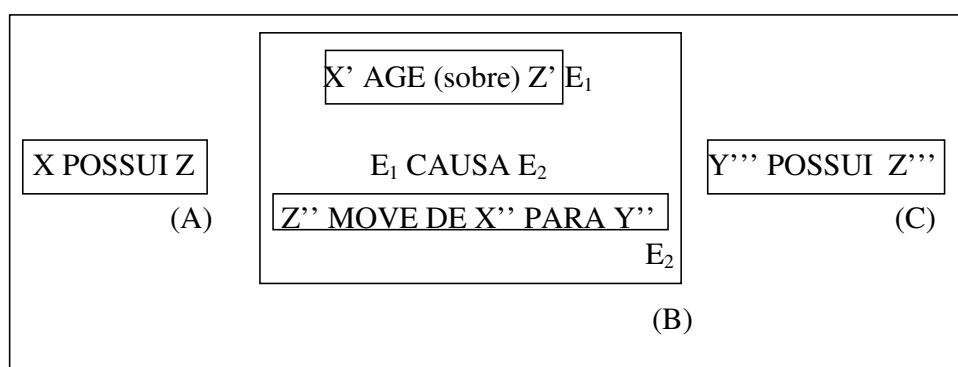 X’ AGE (sobre) Z’ E₁
X POSSUI Z
E₁ CAUSA E₂
Y’’’ POSSUI Z’’’
(A)
Z’’ MOVE DE X’’ PARA Y’’
(C)
E₂
(B)